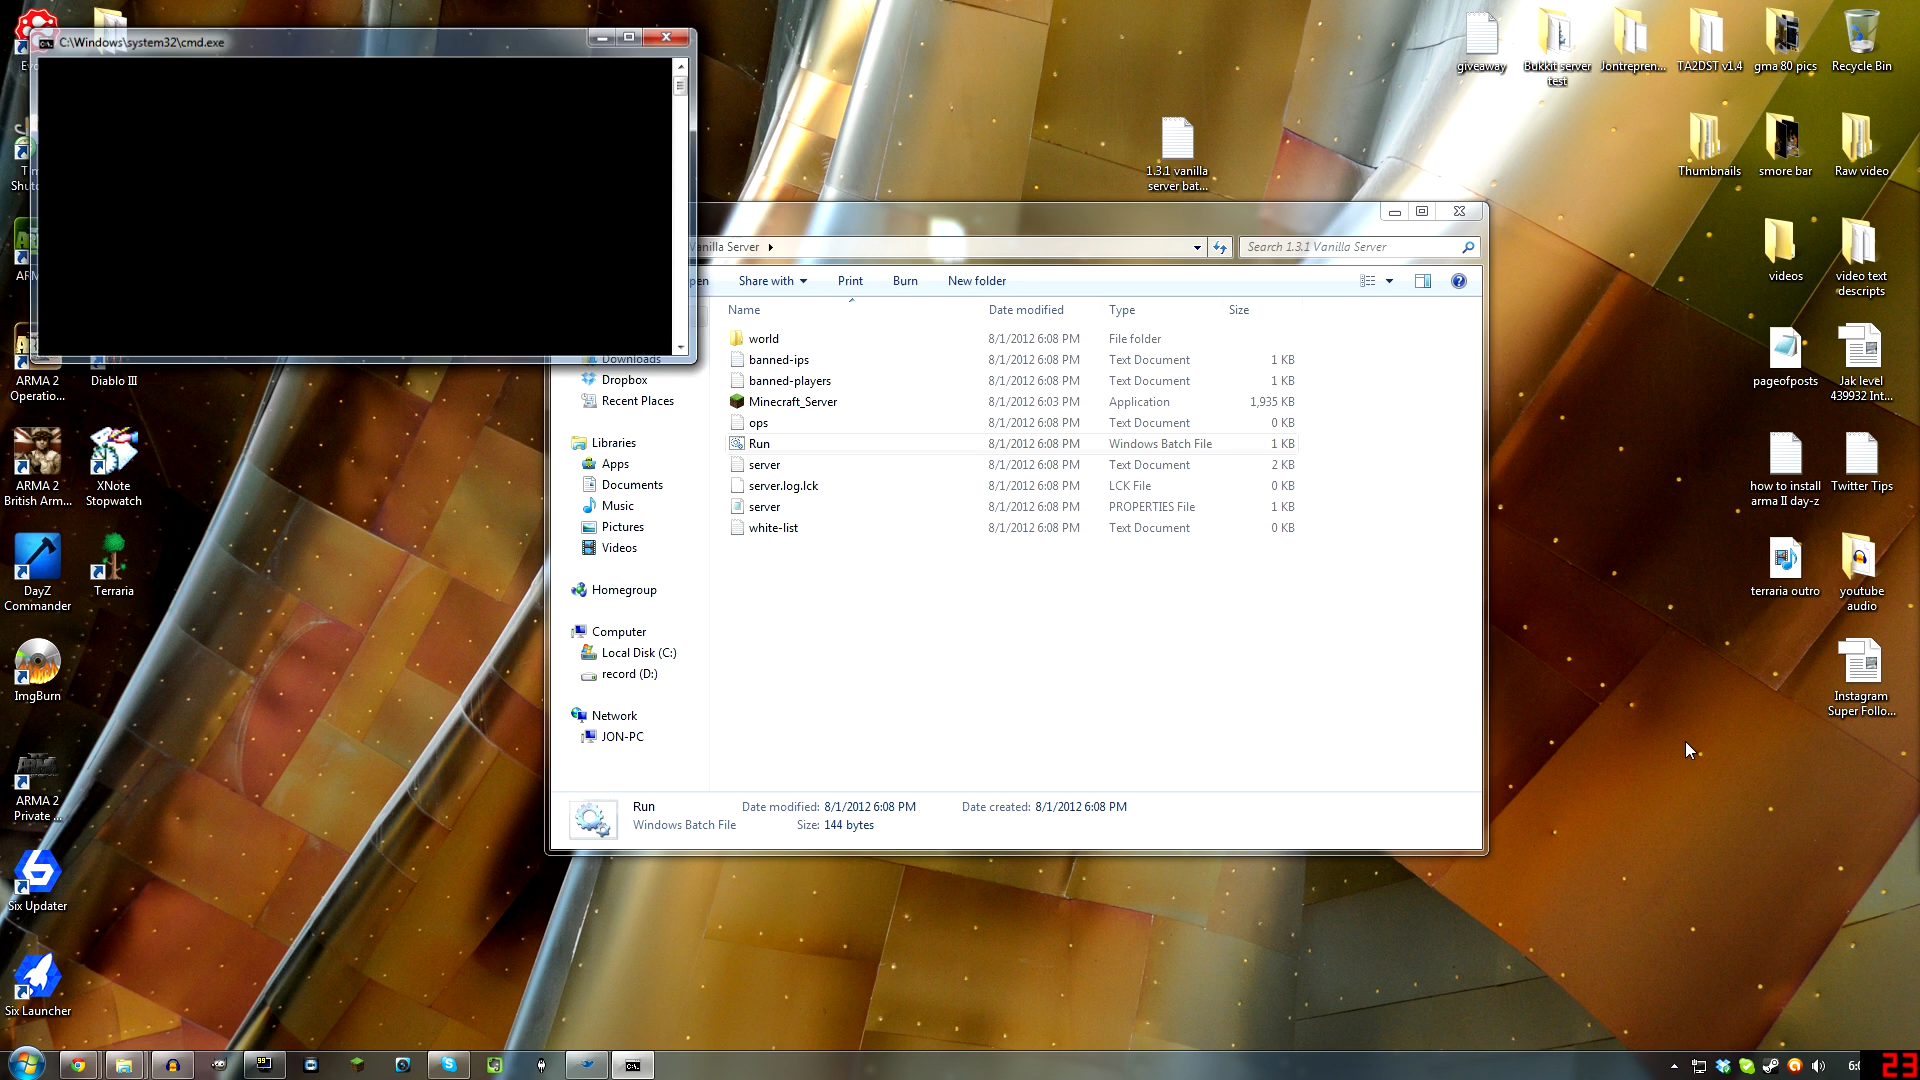 C:\Windows\system32\cmd.exe
giveaway
Bukkit server
test
Jontrepren...
TA2DST v1.4
gma 80 pics
Recycle Bin
1.3.1 vanilla
server bat...
Thumbnails
smore bar
Raw video
videos
video text
descripts
pageofposts
Jak level
439932 Int...
how to install
arma II day-z
Twitter Tips
terraria outro
youtube
audio
Instagram
Super Follo...
ARMA 2
Operatio...
Diablo III
ARMA 2
British Arm...
XNote
Stopwatch
DayZ
Commander
Terraria
ImgBurn
ARMA 2
Private ...
Six Updater
Six Launcher
Vanilla Server
Search 1.3.1 Vanilla Server
Share with
Print
Burn
New folder
Name Date modified Type Size
world 8/1/2012 6:08 PM File folder
banned-ips 8/1/2012 6:08 PM Text Document 1 KB
banned-players 8/1/2012 6:08 PM Text Document 1 KB
Minecraft_Server 8/1/2012 6:03 PM Application 1,935 KB
ops 8/1/2012 6:08 PM Text Document 0 KB
Run 8/1/2012 6:08 PM Windows Batch File 1 KB
server 8/1/2012 6:08 PM Text Document 2 KB
server.log.lck 8/1/2012 6:08 PM LCK File 0 KB
server 8/1/2012 6:08 PM PROPERTIES File 1 KB
white-list 8/1/2012 6:08 PM Text Document 0 KB
Downloads
Dropbox
Recent Places
Libraries
Apps
Documents
Music
Pictures
Videos
Homegroup
Computer
Local Disk (C:)
record (D:)
Network
JON-PC
Run Date modified: 8/1/2012 6:08 PM Date created: 8/1/2012 6:08 PM
Windows Batch File Size: 144 bytes
99
23